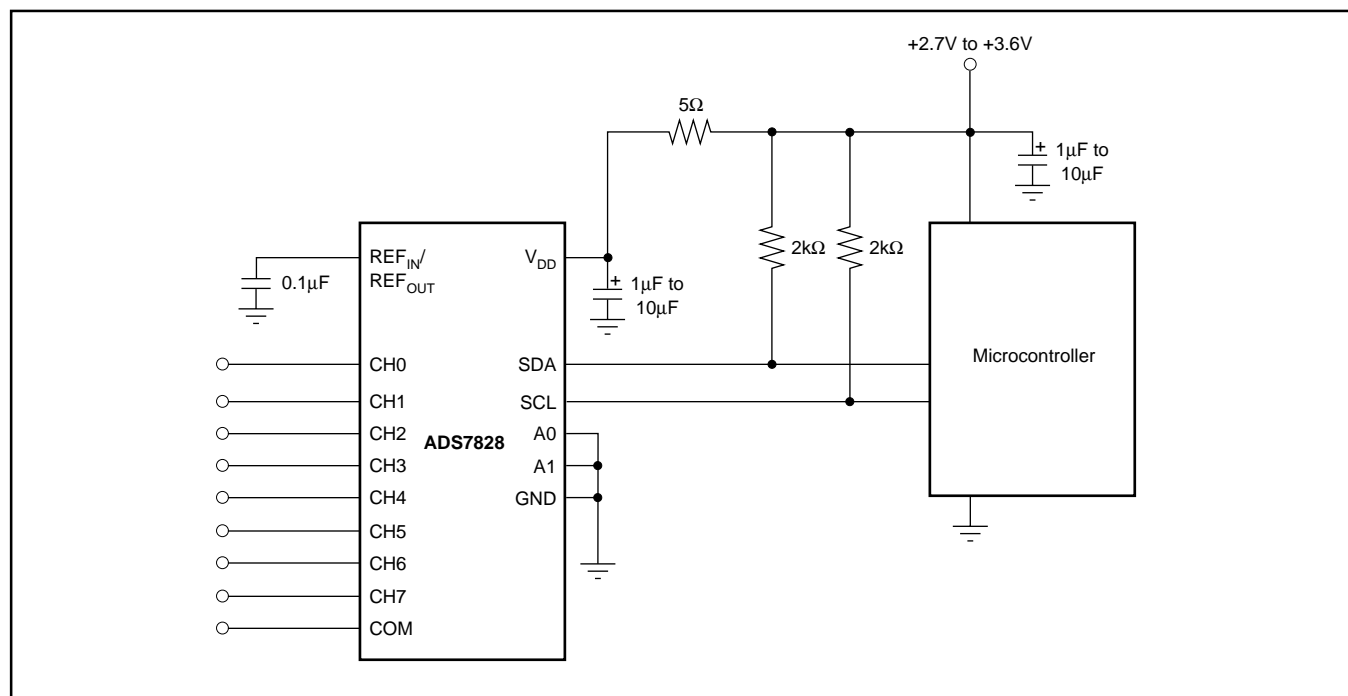 +2.7V to +3.6V
5Ω
+ 1µF to
10µF
2kΩ
2kΩ
REFIN/
REFOUT
VDD
0.1µF
+ 1µF to
10µF
Microcontroller
CH0
SDA
CH1
SCL
CH2
A0
ADS7828
CH3
A1
CH4
GND
CH5
CH6
CH7
COM